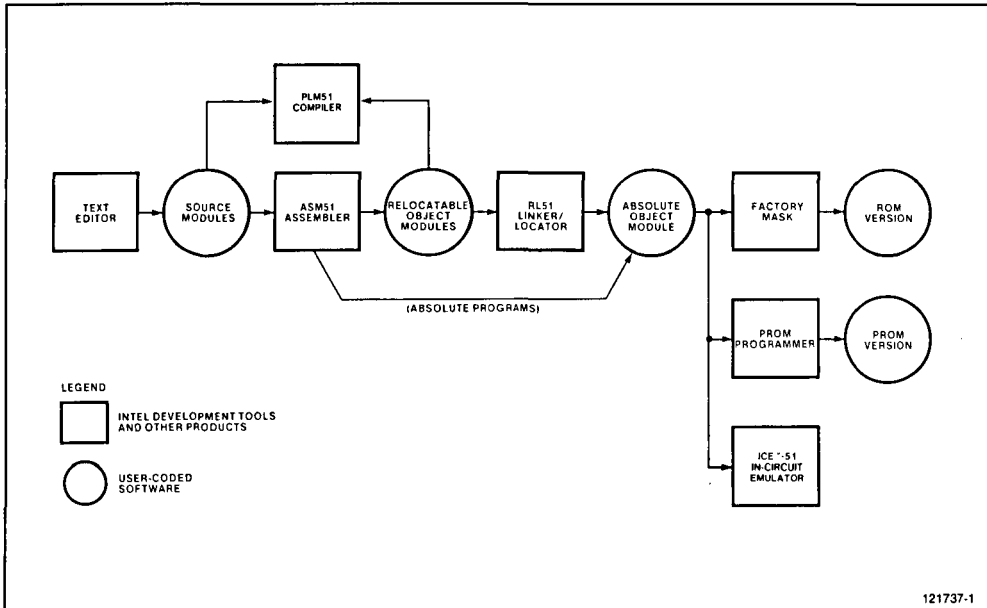 PLM51
COMPILER
TEXT
EDITOR
SOURCE
MODULES
ASM51
ASSEMBLER
RELOCATABLE
OBJECT
MODULES
RL51
LINKER/
LOCATOR
ABSOLUTE
OBJECT
MODULE
FACTORY
MASK
ROM
VERSION
(ABSOLUTE PROGRAMS)
PROM
PROGRAMMER
PROM
VERSION
LEGEND
INTEL DEVELOPMENT TOOLS
AND OTHER PRODUCTS
USER-CODED
SOFTWARE
ICE™-51
IN-CIRCUIT
EMULATOR
121737-1